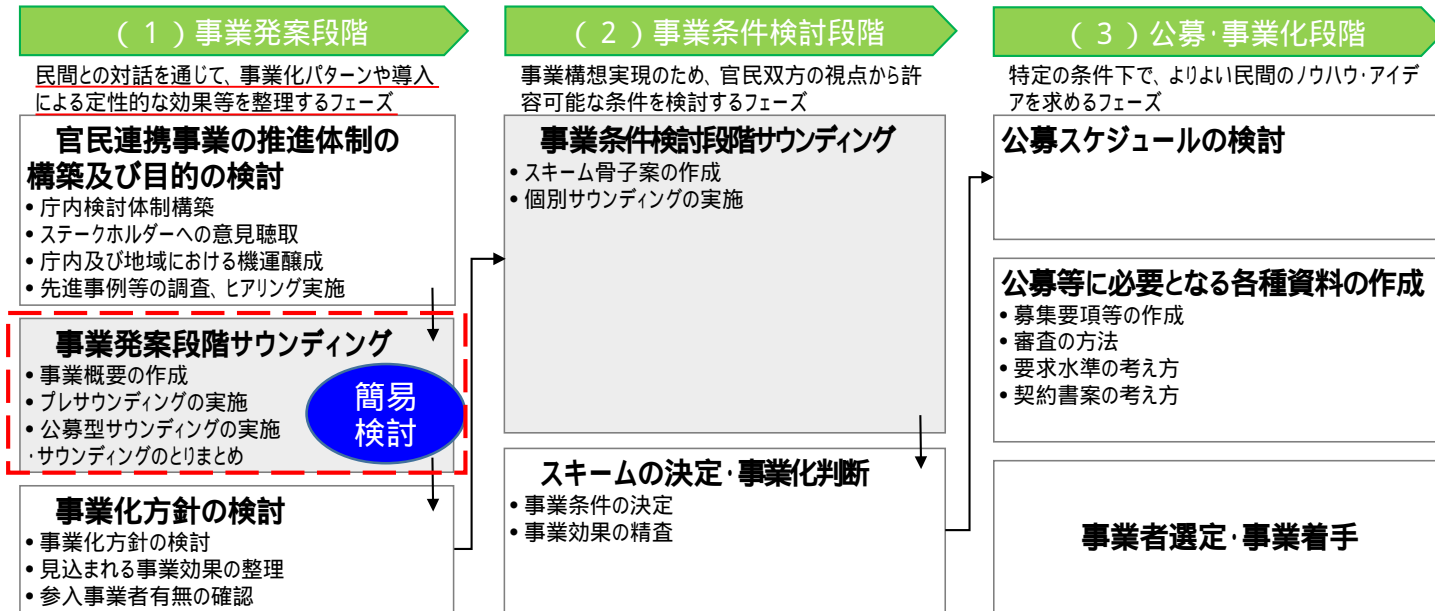 (1)事業発案段階
民間との対話を通じて、事業化パターンや導入
による定性的な効果等を整理するフェーズ
官民連携事業の推進体制の
構築及び目的の検討
• 庁内検討体制構築
• ステークホルダーへの意見聴取
• 庁内及び地域における機運醸成
• 先進事例等の調査、ヒアリング実施
事業発案段階サウンディング
• 事業概要の作成
• プレサウンディングの実施
• 公募型サウンディングの実施
・サウンディングのとりまとめ
簡易
検討
事業化方針の検討
• 事業化方針の検討
• 見込まれる事業効果の整理
• 参入事業者有無の確認
(2)事業条件検討段階
事業構想実現のため、官民双方の視点から許
容可能な条件を検討するフェーズ
事業条件検討段階サウンディング
• スキーム骨子案の作成
• 個別サウンディングの実施
スキームの決定・事業化判断
• 事業条件の決定
• 事業効果の精査
(3)公募・事業化段階
特定の条件下で、よりよい民間のノウハウ・アイデ
アを求めるフェーズ
公募スケジュールの検討
公募等に必要となる各種資料の作成
• 募集要項等の作成
• 審査の方法
• 要求水準の考え方
• 契約書案の考え方
事業者選定・事業着手